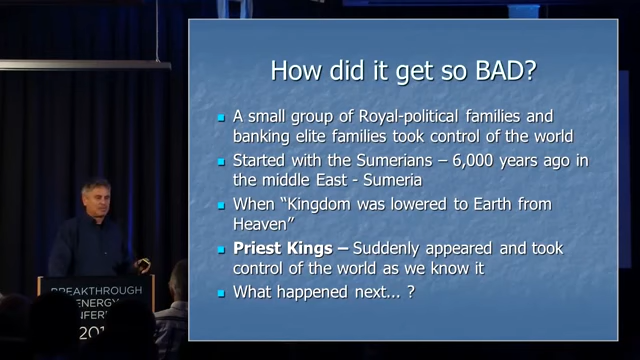 How did it get so BAD?
A small group of Royal-political families and
banking elite families took control of the world
Started with the Sumerians – 6,000 years ago in
the middle East - Sumeria
When “Kingdom was lowered to Earth from
Heaven”
Priest Kings – Suddenly appeared and took
control of the world as we know it
What happened next... ?
BREAKTHROUGH
ENERGY